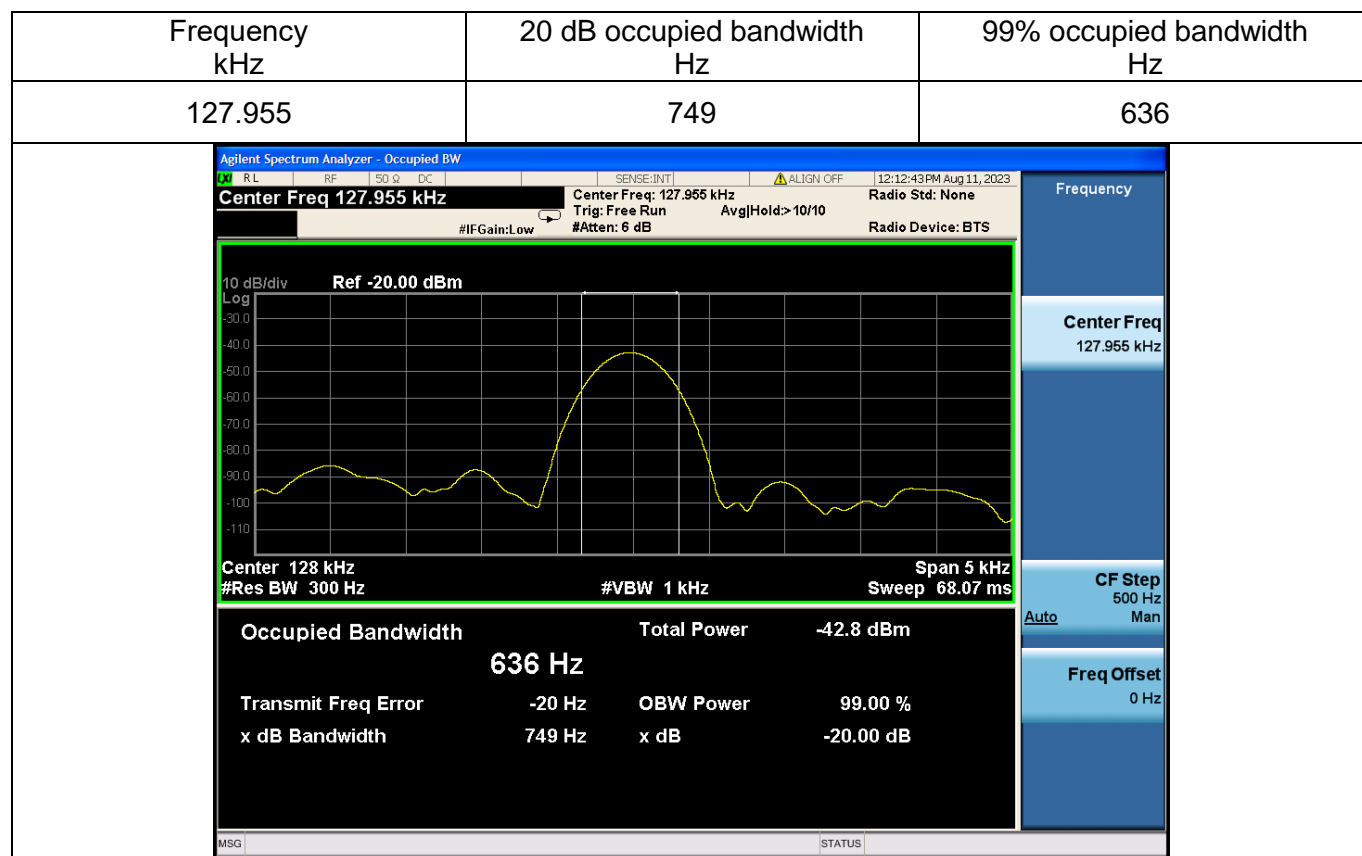 Frequency
kHz
20 dB occupied bandwidth
Hz
99% occupied bandwidth
Hz
127.955
749
636
Agilent Spectrum Analyzer - Occupied BW
LXI RL RF 50 Ω DC SENSE:INT ALIGN OFF 12:12:43 PM Aug 11, 2023
Center Freq 127.955 kHz
Center Freq: 127.955 kHz
Radio Std: None
Trig: Free Run Avg|Hold:> 10/10
#IFGain:Low
#Atten: 6 dB
Radio Device: BTS
Frequency
10 dB/div Ref -20.00 dBm
Log
-30.0
-40.0
-50.0
-60.0
-70.0
-80.0
-90.0
-100
-110
Center 128 kHz Span 5 kHz
#Res BW 300 Hz #VBW 1 kHz Sweep 68.07 ms
Center Freq
127.955 kHz
CF Step
500 Hz
Auto Man
Freq Offset
0 Hz
Occupied Bandwidth Total Power -42.8 dBm
636 Hz
Transmit Freq Error -20 Hz OBW Power 99.00 %
x dB Bandwidth 749 Hz x dB -20.00 dB
MSG STATUS